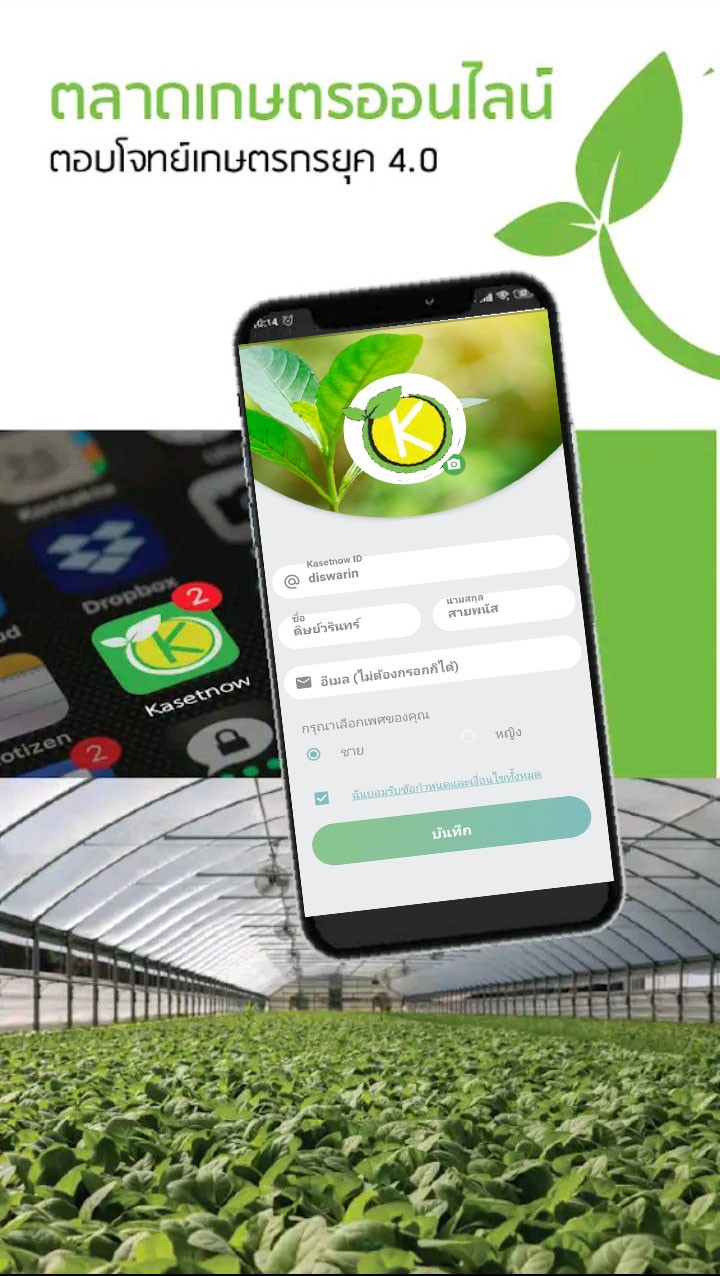 ตลาดเกษตรออนไลน์
ตอบโจทย์เกษตรกรยุค 4.0
K
Kasetnow ID
diswarin
ชื่อ
ดิษย์วรินทร์
นามสกุล
สายพนัส
อีเมล (ไม่ต้องกรอกก็ได้)
กรุณาเลือกเพศของคุณ
ชาย
หญิง
ฉันยอมรับข้อกำหนดและเงื่อนไขทั้งหมด
บันทึก
Kontakte
Dropbox
2
K
Kasetnow
otizen
2